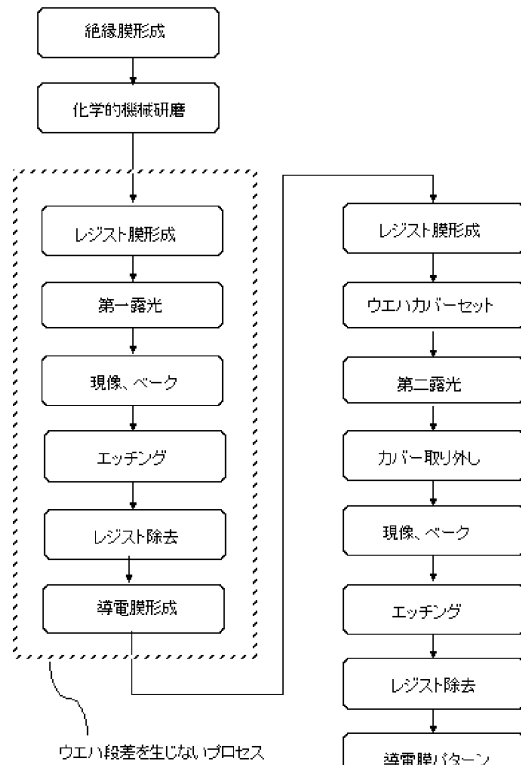 絶縁膜形成
化学的機械研磨
レジスト膜形成
第一露光
現像、ベーク
エッチング
レジスト除去
導電膜形成
ウエハ段差を生じないプロセス
レジスト膜形成
ウエハカバーセット
第二露光
カバー取り外し
現像、ベーク
エッチング
レジスト除去
導電膜パターン